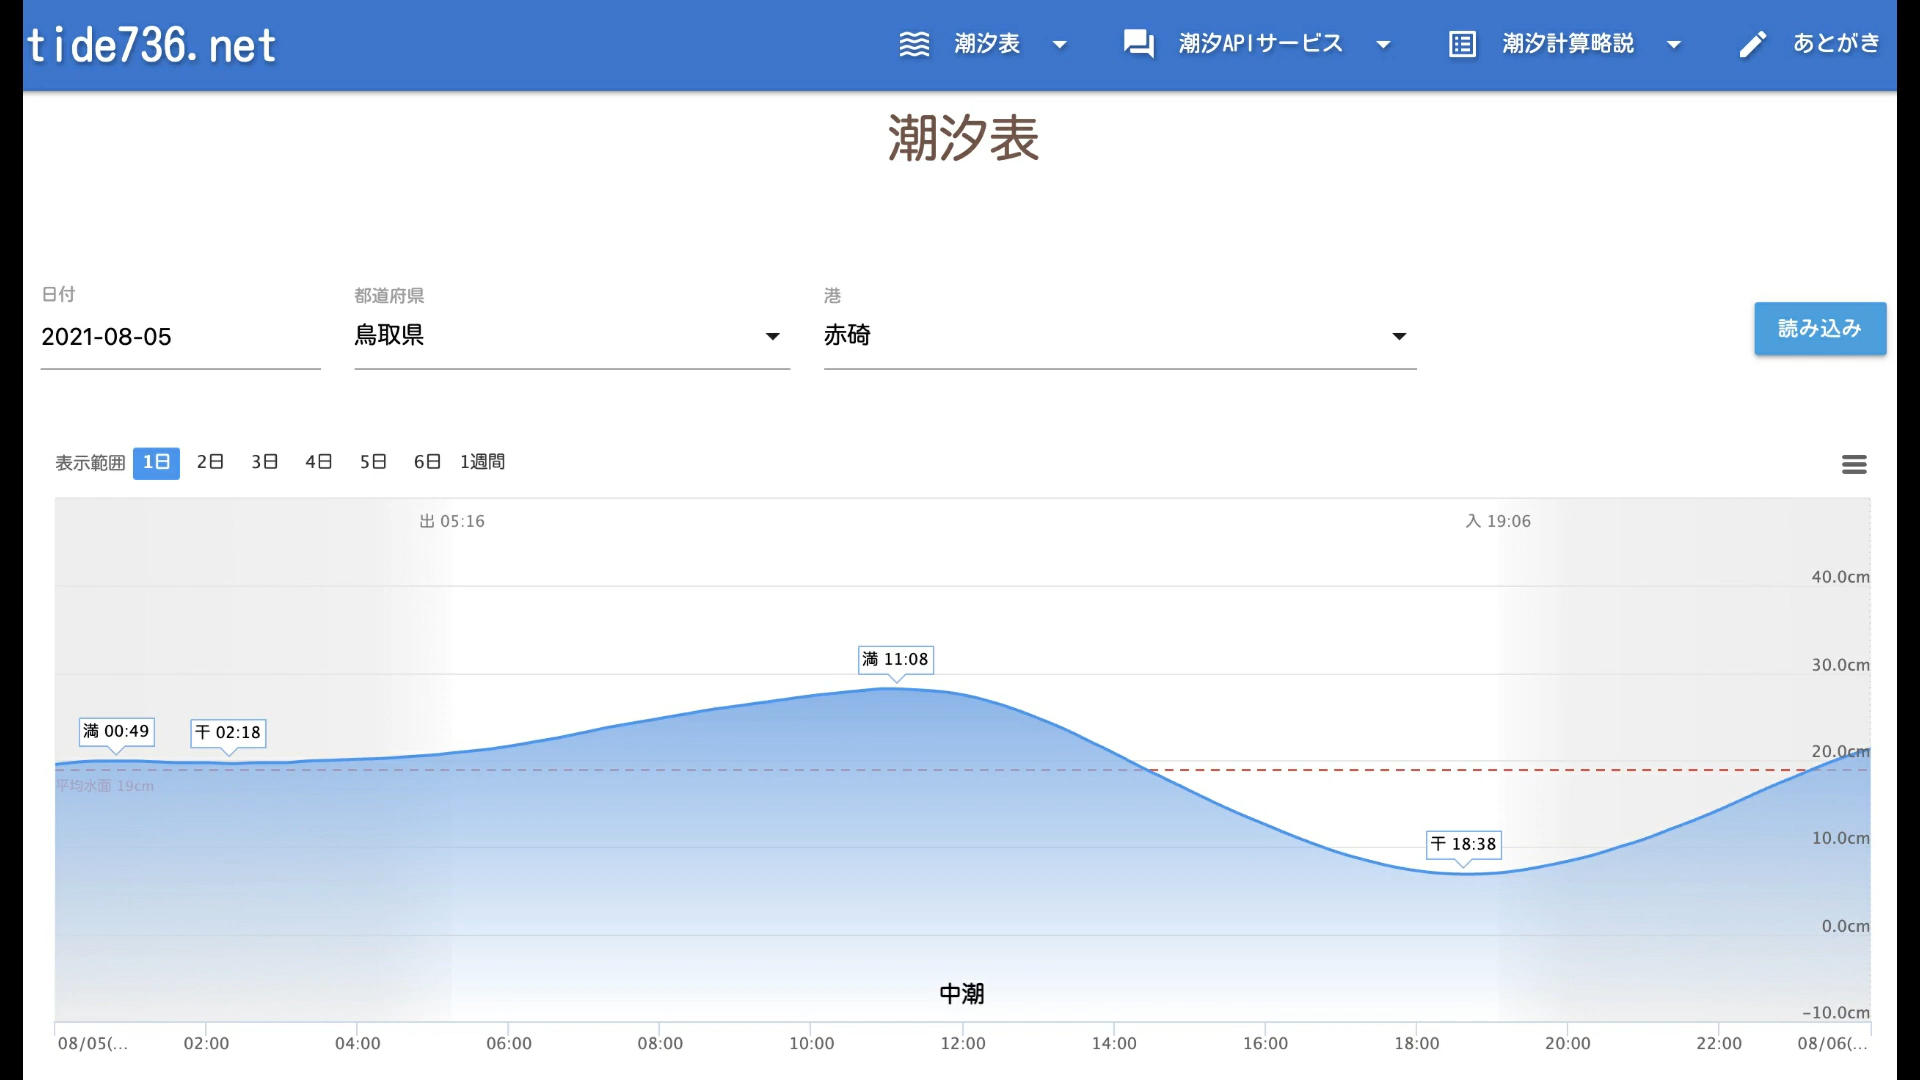 tide736.net
潮汐表
潮汐APIサービス
潮汐計算略説
あとがき
潮汐表
日付
都道府県
港
2021-08-05
鳥取県
赤碕
読み込み
表示範囲 1日 2日 3日 4日 5日 6日 1週間
出 05:16
入 19:06
40.0cm
満 11:08
30.0cm
満 00:49
干 02:18
20.0cm
平均水面 19cm
干 18:38
10.0cm
0.0cm
中潮
-10.0cm
08/05(... 02:00 04:00 06:00 08:00 10:00 12:00 14:00 16:00 18:00 20:00 22:00 08/06(...